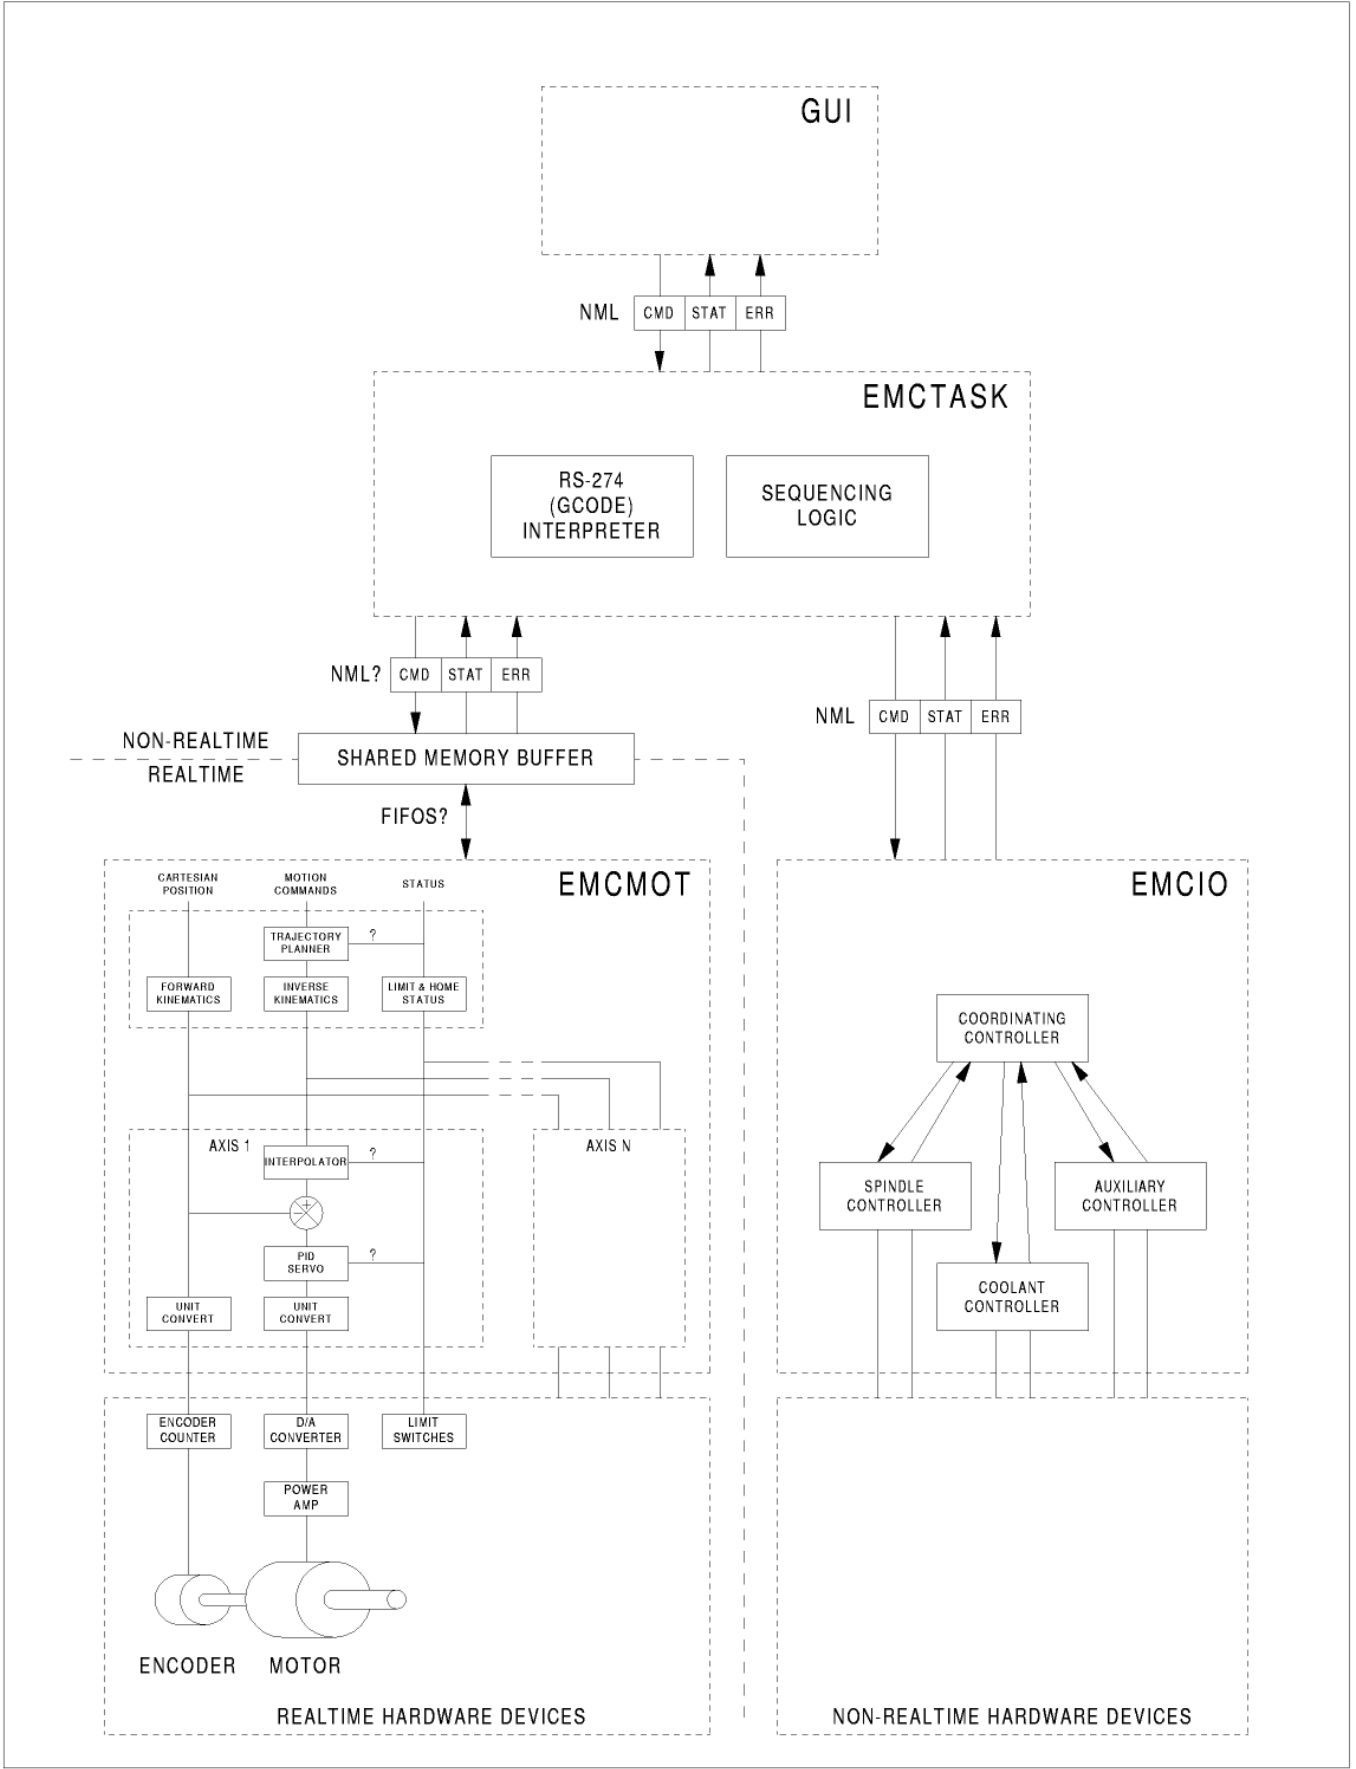 GUI
NML
CMD
STAT
ERR
EMCTASK
RS-274
(GCODE)
INTERPRETER
SEQUENCING
LOGIC
NML?
CMD
STAT
ERR
NML
CMD
STAT
ERR
NON-REALTIME
REALTIME
SHARED MEMORY BUFFER
FIFOS?
EMCMOT
CARTESIAN
POSITION
MOTION
COMMANDS
STATUS
TRAJECTORY
PLANNER
?
FORWARD
KINEMATICS
INVERSE
KINEMATICS
LIMIT & HOME
STATUS
AXIS 1
INTERPOLATOR
?
+
−
PID
SERVO
?
UNIT
CONVERT
UNIT
CONVERT
AXIS N
EMCIO
COORDINATING
CONTROLLER
SPINDLE
CONTROLLER
AUXILIARY
CONTROLLER
COOLANT
CONTROLLER
ENCODER
COUNTER
D/A
CONVERTER
LIMIT
SWITCHES
POWER
AMP
ENCODER
MOTOR
REALTIME HARDWARE DEVICES
NON-REALTIME HARDWARE DEVICES